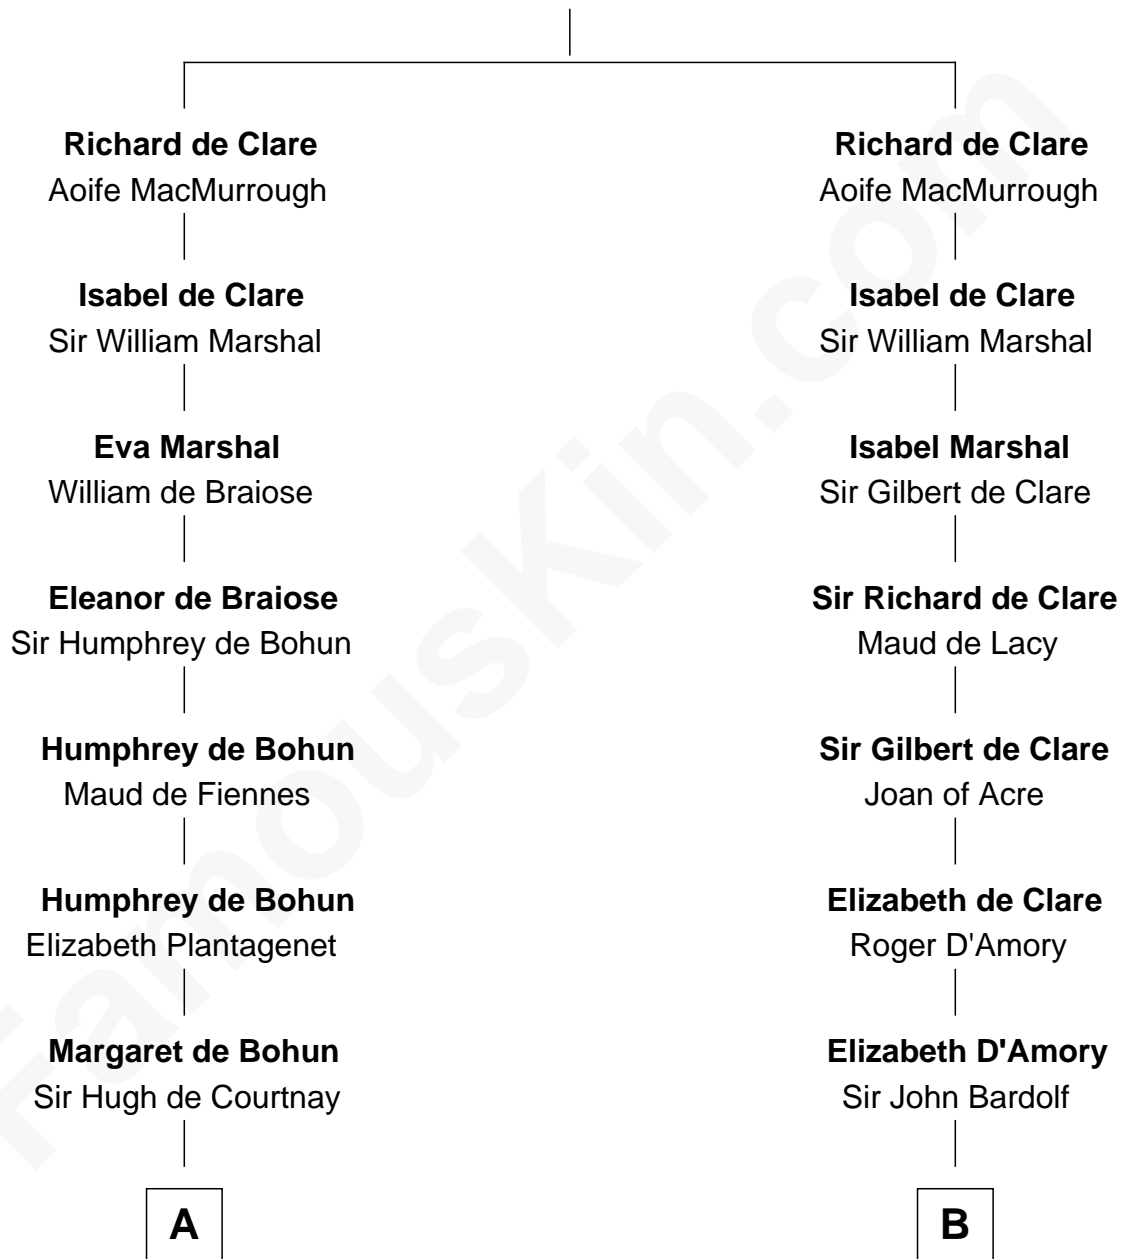 Richard de Clare
Aoife MacMurrough
Isabel de Clare
Sir William Marshal
Eva Marshal
William de Braiose
Eleanor de Braiose
Sir Humphrey de Bohun
Humphrey de Bohun
Maud de Fiennes
Humphrey de Bohun
Elizabeth Plantagenet
Margaret de Bohun
Sir Hugh de Courtnay
A
Richard de Clare
Aoife MacMurrough
Isabel de Clare
Sir William Marshal
Isabel Marshal
Sir Gilbert de Clare
Sir Richard de Clare
Maud de Lacy
Sir Gilbert de Clare
Joan of Acre
Elizabeth de Clare
Roger D'Amory
Elizabeth D'Amory
Sir John Bardolf
B
FamousKin.com